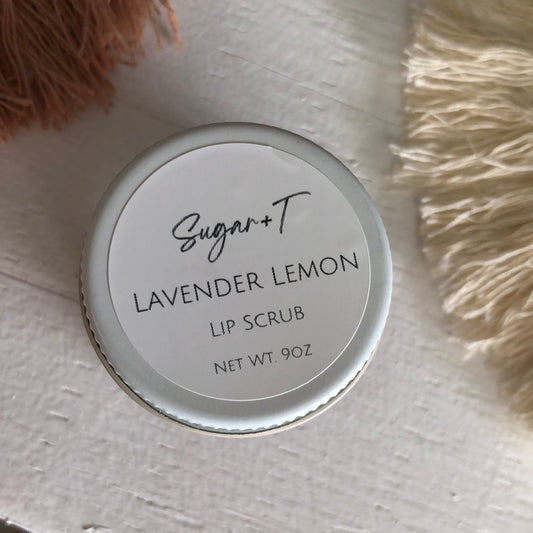 Sugar+T
LAVENDER LEMON
LIP SCRUB
NET WT. 9OZ